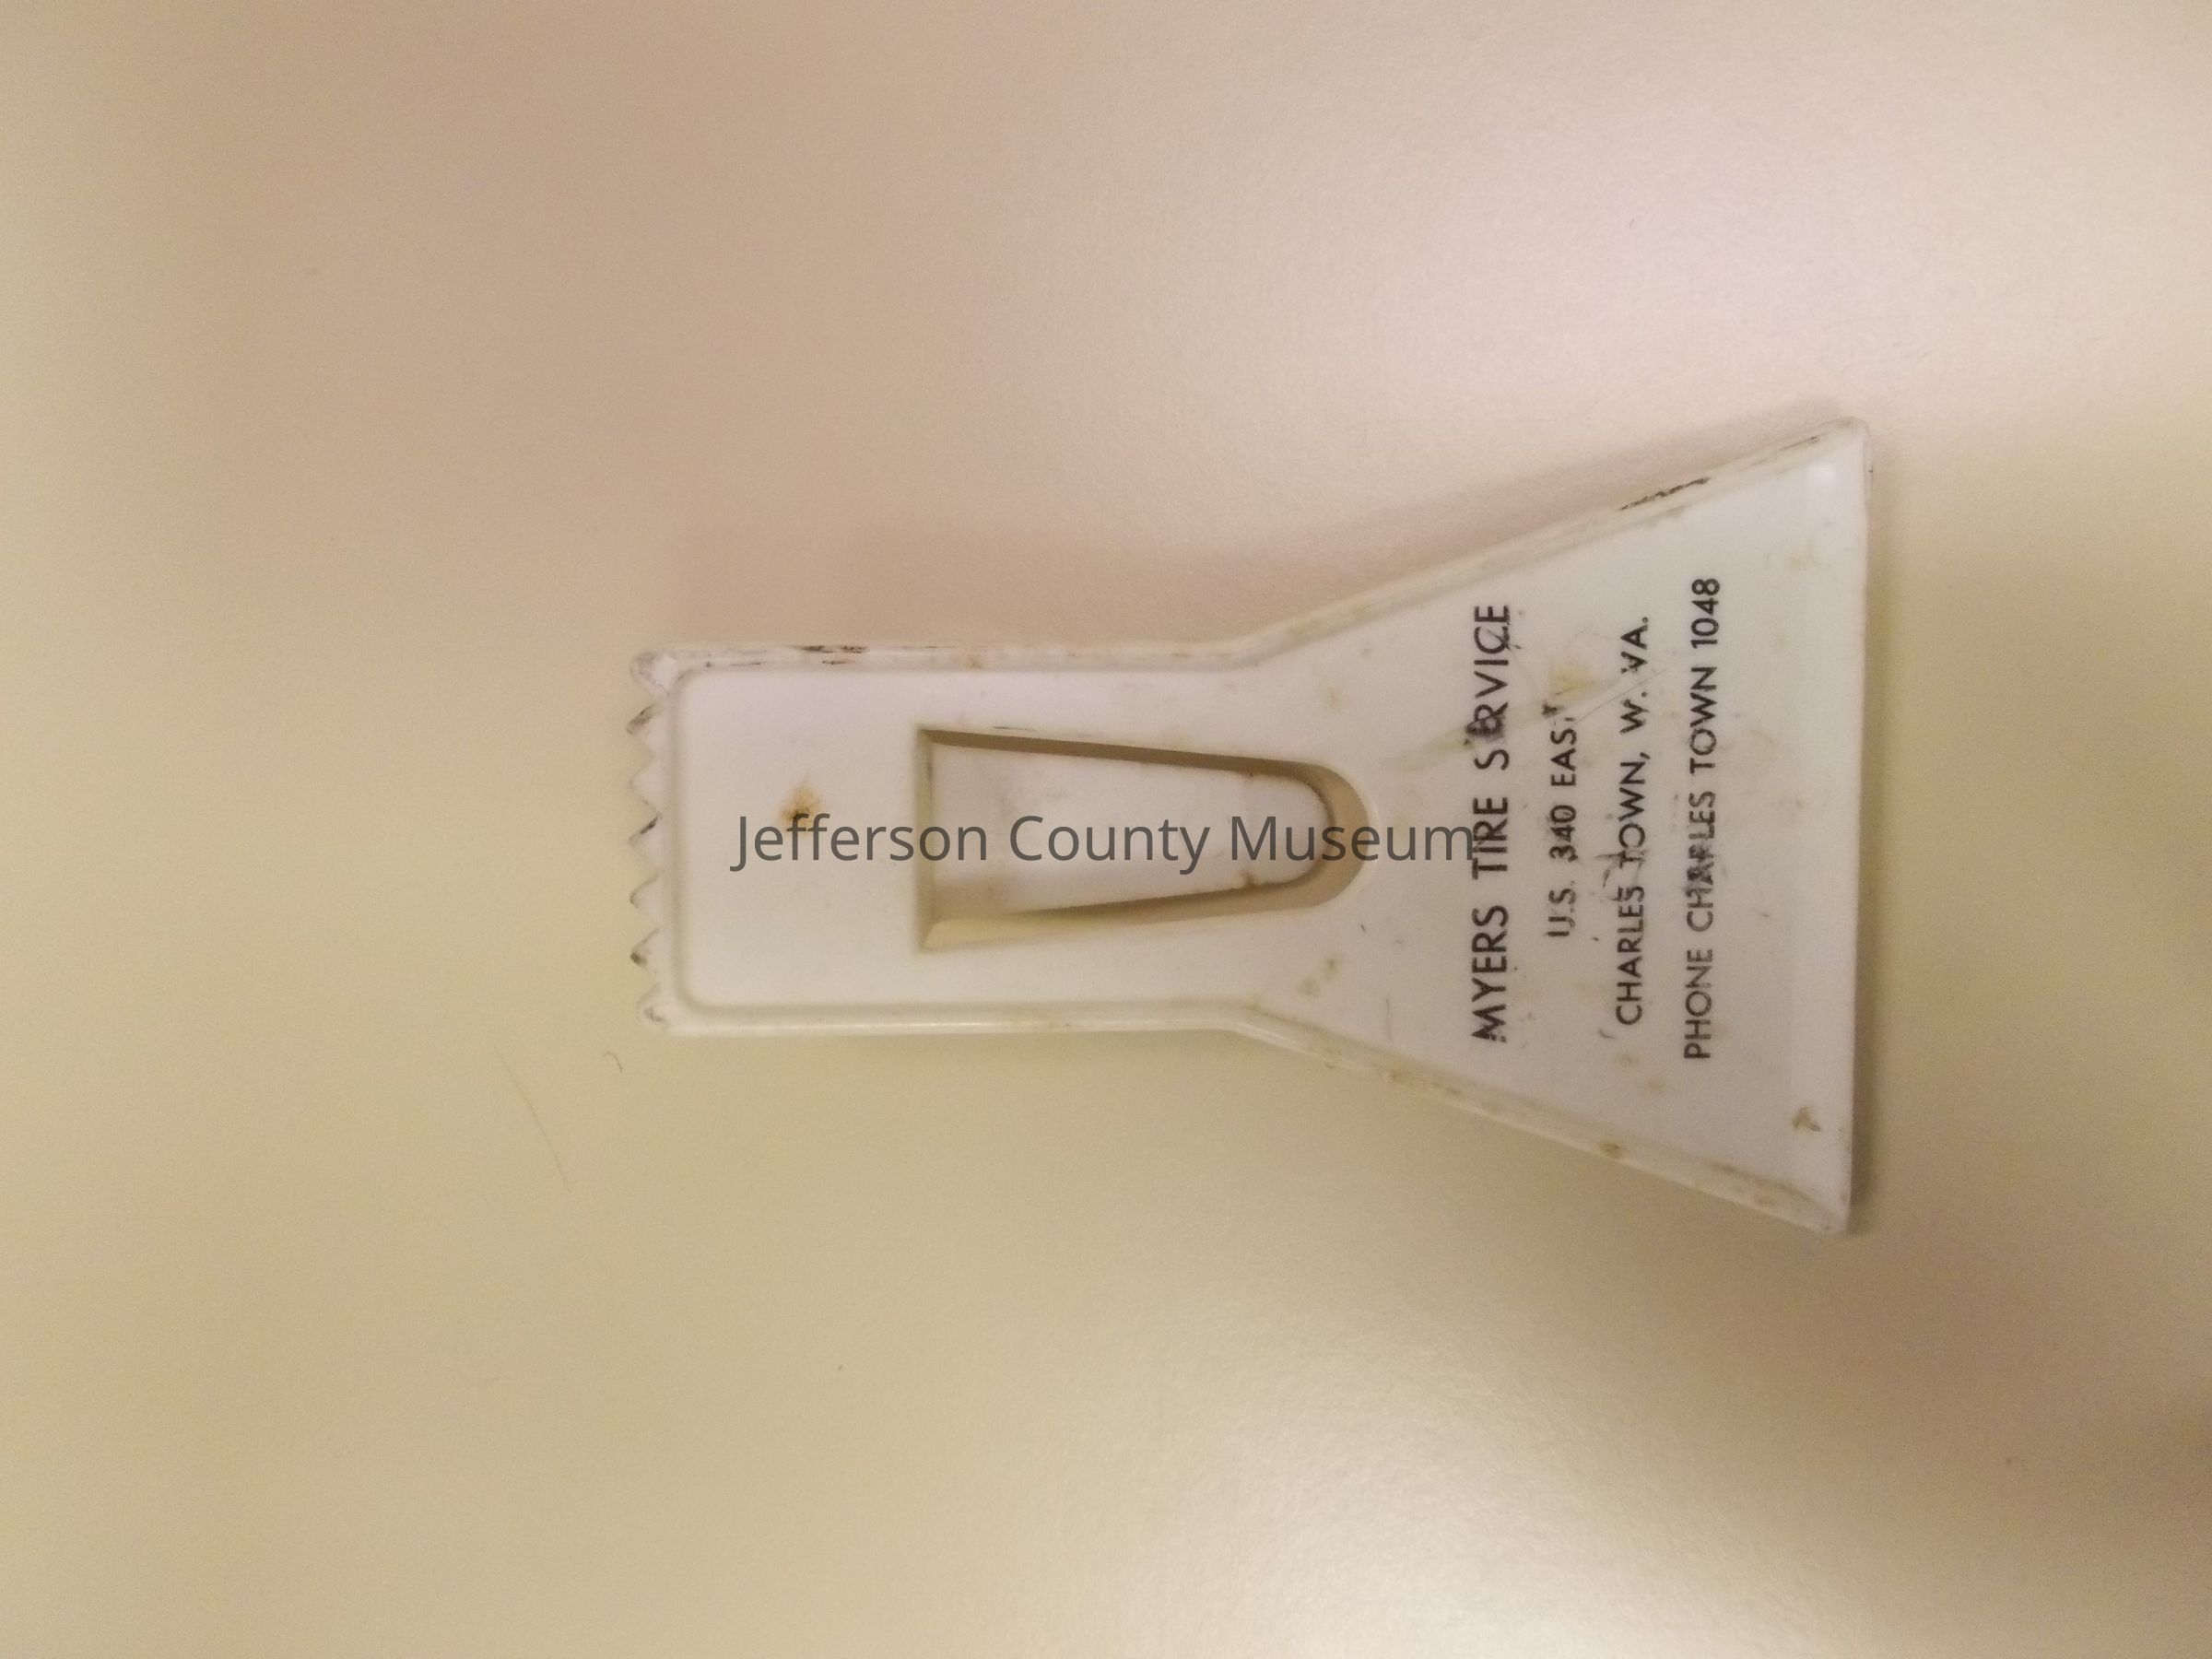 MYERS TIRE SERVICE
U.S. 340 EAST
CHARLES TOWN, W. VA.
PHONE CHARLES TOWN 1048
Jefferson County Museum